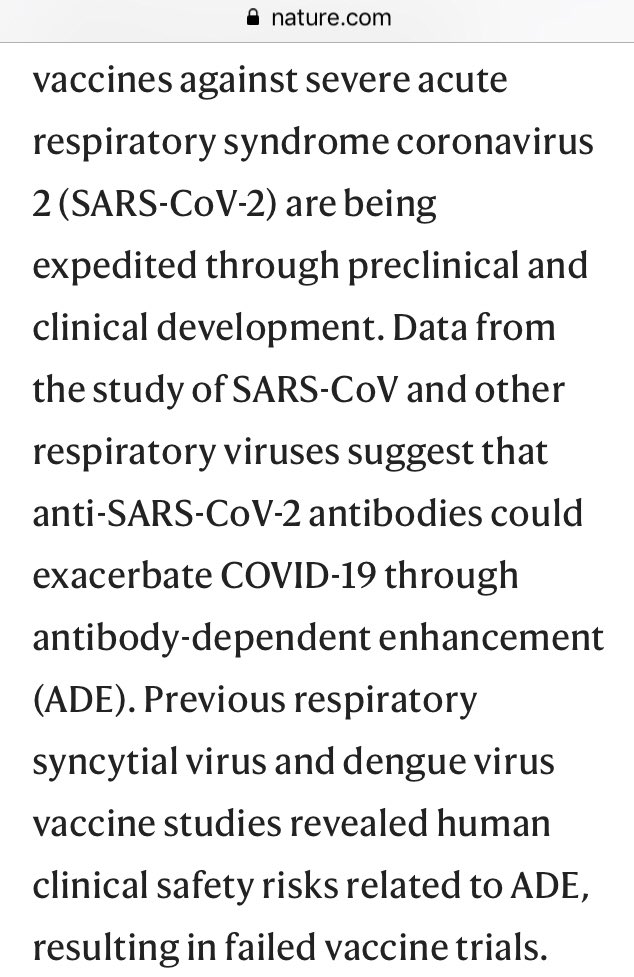 nature.com
vaccines against severe acute
respiratory syndrome coronavirus
2 (SARS-CoV-2) are being
expedited through preclinical and
clinical development. Data from
the study of SARS-CoV and other
respiratory viruses suggest that
anti-SARS-CoV-2 antibodies could
exacerbate COVID-19 through
antibody-dependent enhancement
(ADE). Previous respiratory
syncytial virus and dengue virus
vaccine studies revealed human
clinical safety risks related to ADE,
resulting in failed vaccine trials.